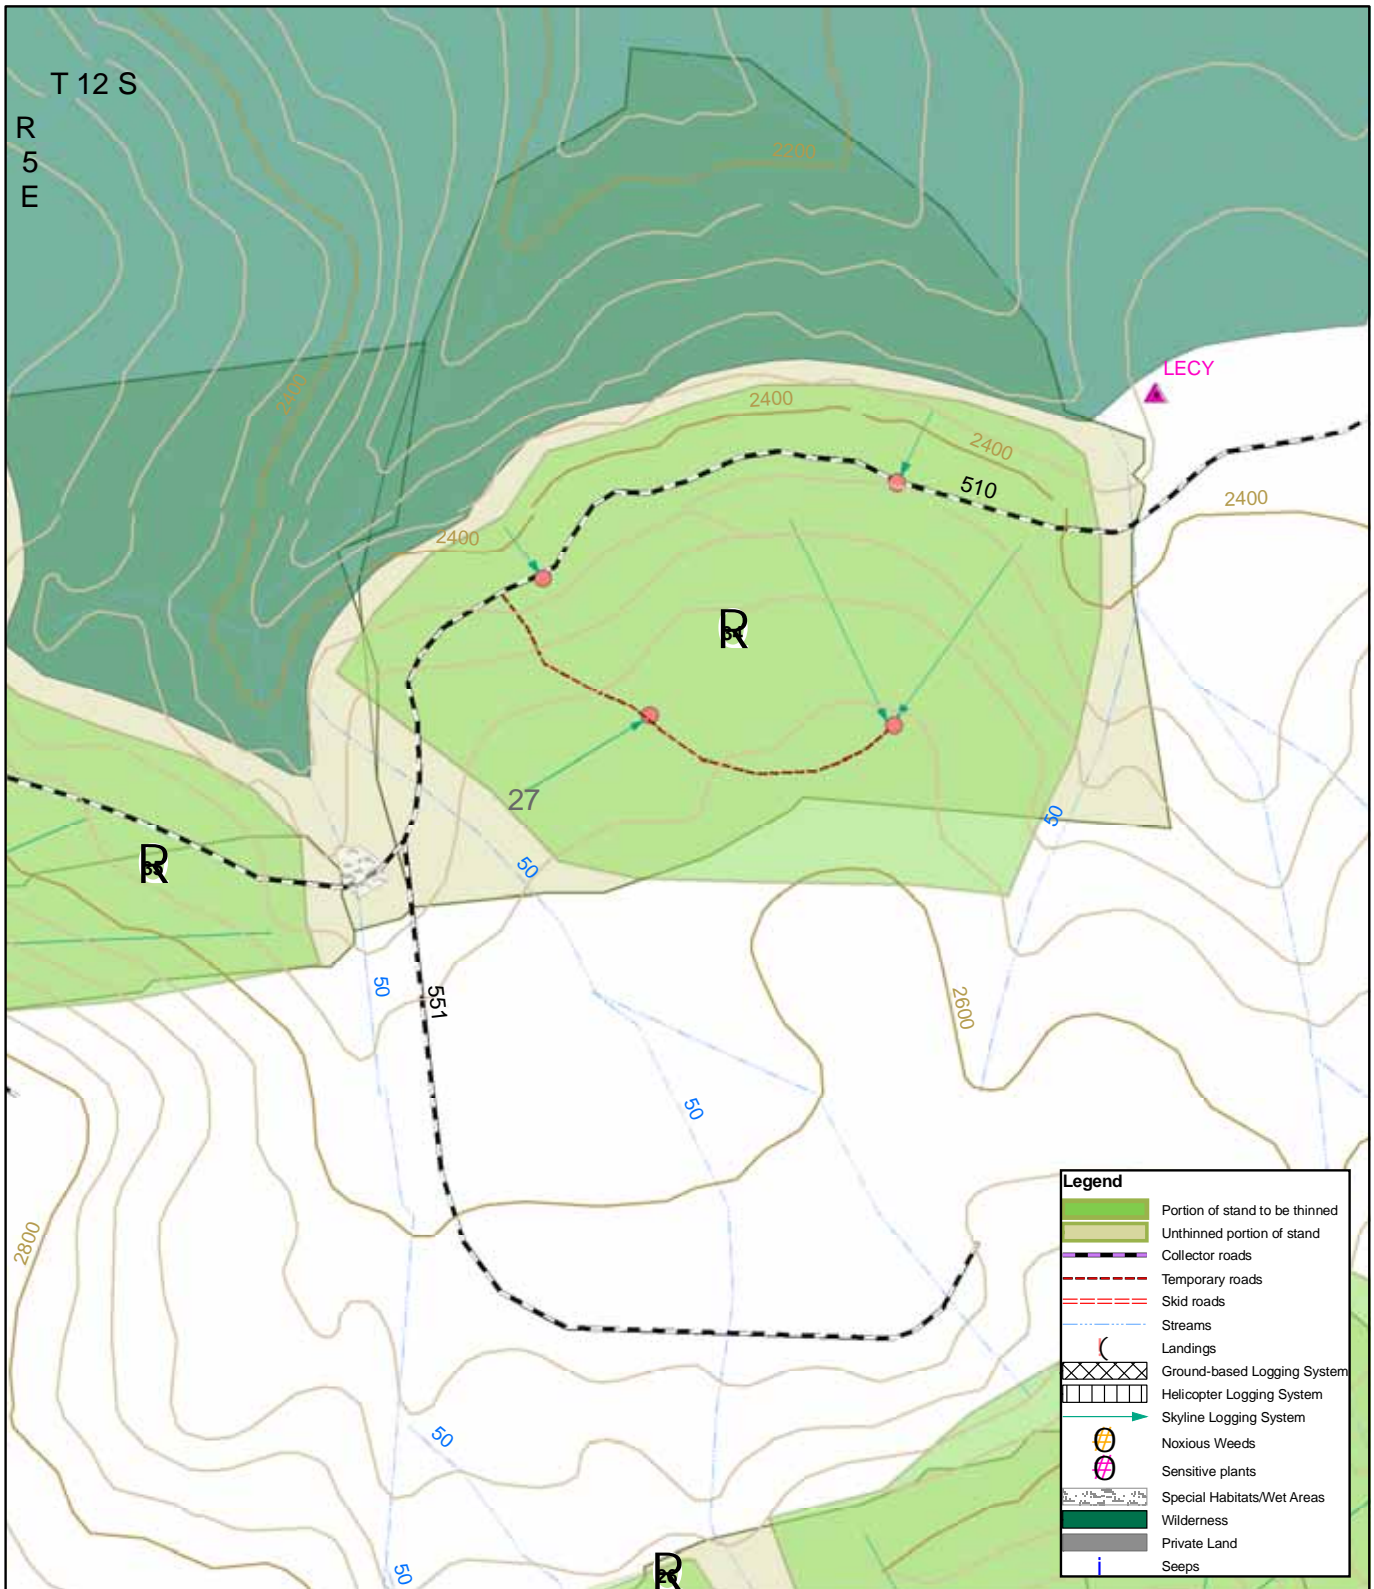 T 12 S
R
5
E
2200
LECY
2400
2400
2400
510
2400
2400
R
34
27
50
50
R
35
50
551
2600
50
2800
50
50
R
Legend
Portion of stand to be thinned
Unthinned portion of stand
Collector roads
Temporary roads
Skid roads
Streams
Landings
Ground-based Logging System
Helicopter Logging System
Skyline Logging System
Noxious Weeds
Sensitive plants
Special Habitats/Wet Areas
Wilderness
Private Land
i Seeps